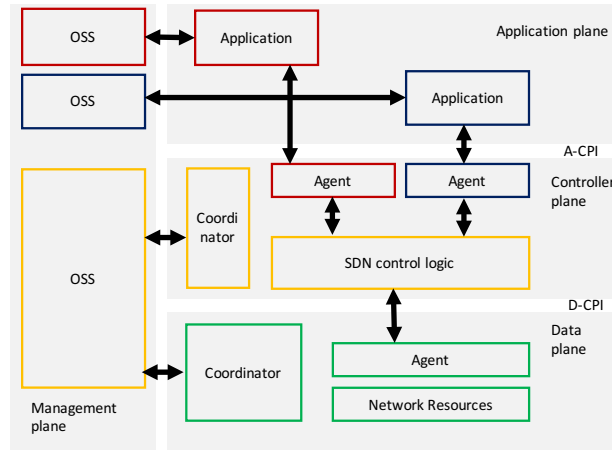 OSS
Application
Application plane
OSS
Application
A-CPI
Agent
Agent
Controller
plane
Coordi
nator
OSS
SDN control logic
D-CPI
Data
plane
Coordinator
Agent
Network Resources
Management
plane